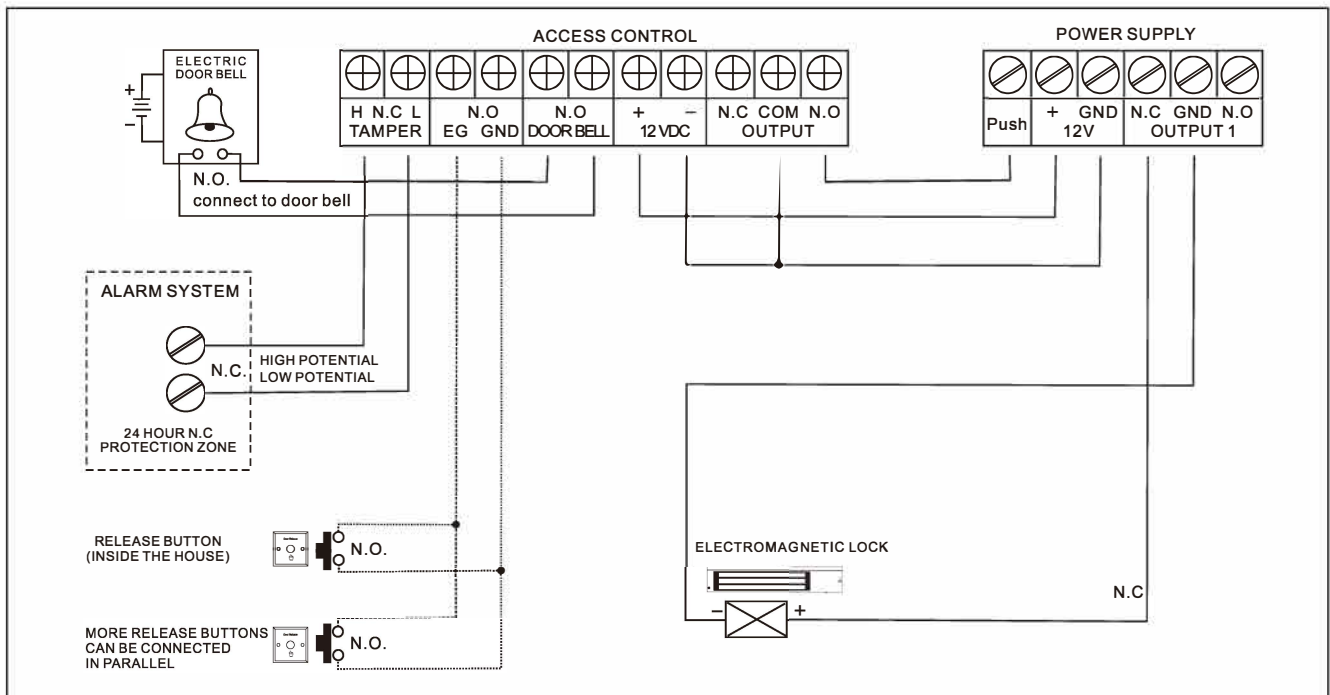 ACCESS CONTROL
POWER SUPPLY
ELECTRIC
DOOR BELL
+
−
H N.C L
TAMPER
N.O
EG GND
N.O
DOOR BELL
+ −
12 VDC
N.C COM N.O
OUTPUT
Push
+ GND
12V
N.C GND N.O
OUTPUT 1
N.O.
connect to door bell
ALARM SYSTEM
N.C.
HIGH POTENTIAL
LOW POTENTIAL
24 HOUR N.C
PROTECTION ZONE
RELEASE BUTTON
(INSIDE THE HOUSE)
N.O.
MORE RELEASE BUTTONS
CAN BE CONNECTED
IN PARALLEL
N.O.
ELECTROMAGNETIC LOCK
− +
N.C